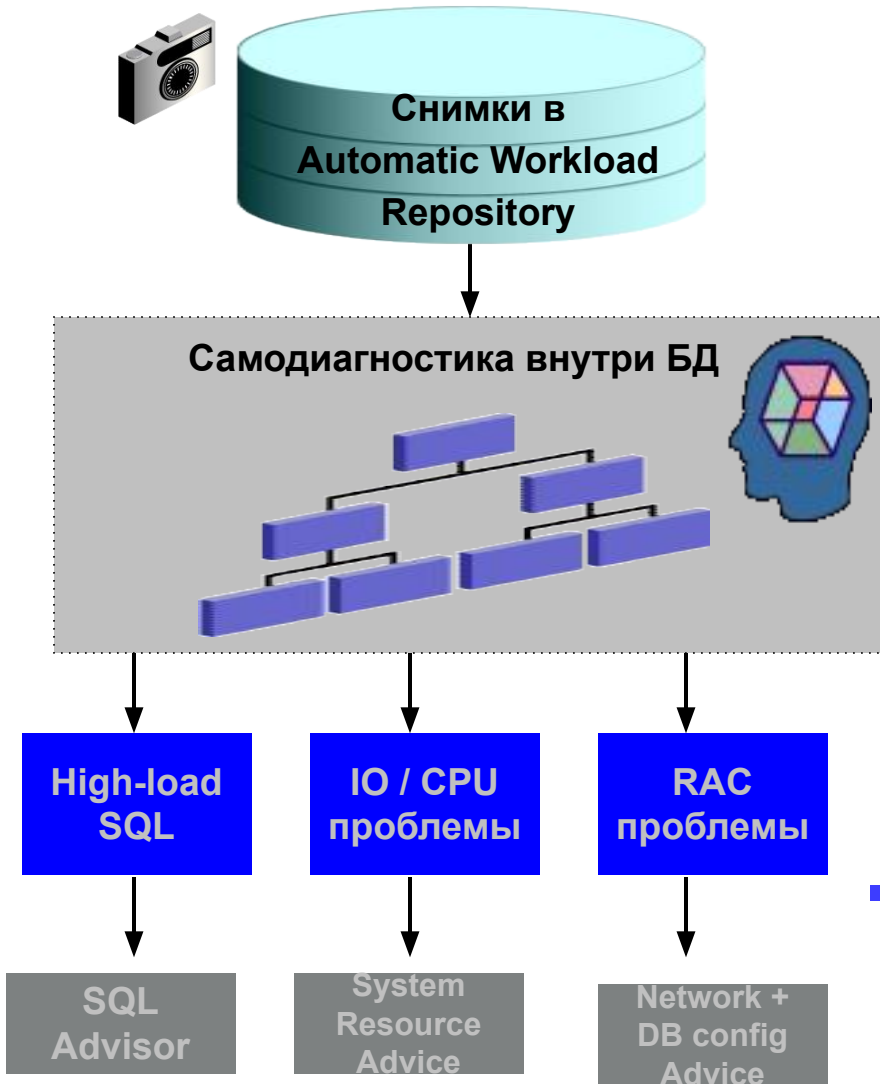 Снимки в
Automatic Workload
Repository
Самодиагностика внутри БД
High-load
SQL
IO / CPU
проблемы
RAC
проблемы
SQL
Advisor
System
Resource
Advice
Network +
DB config
Advice